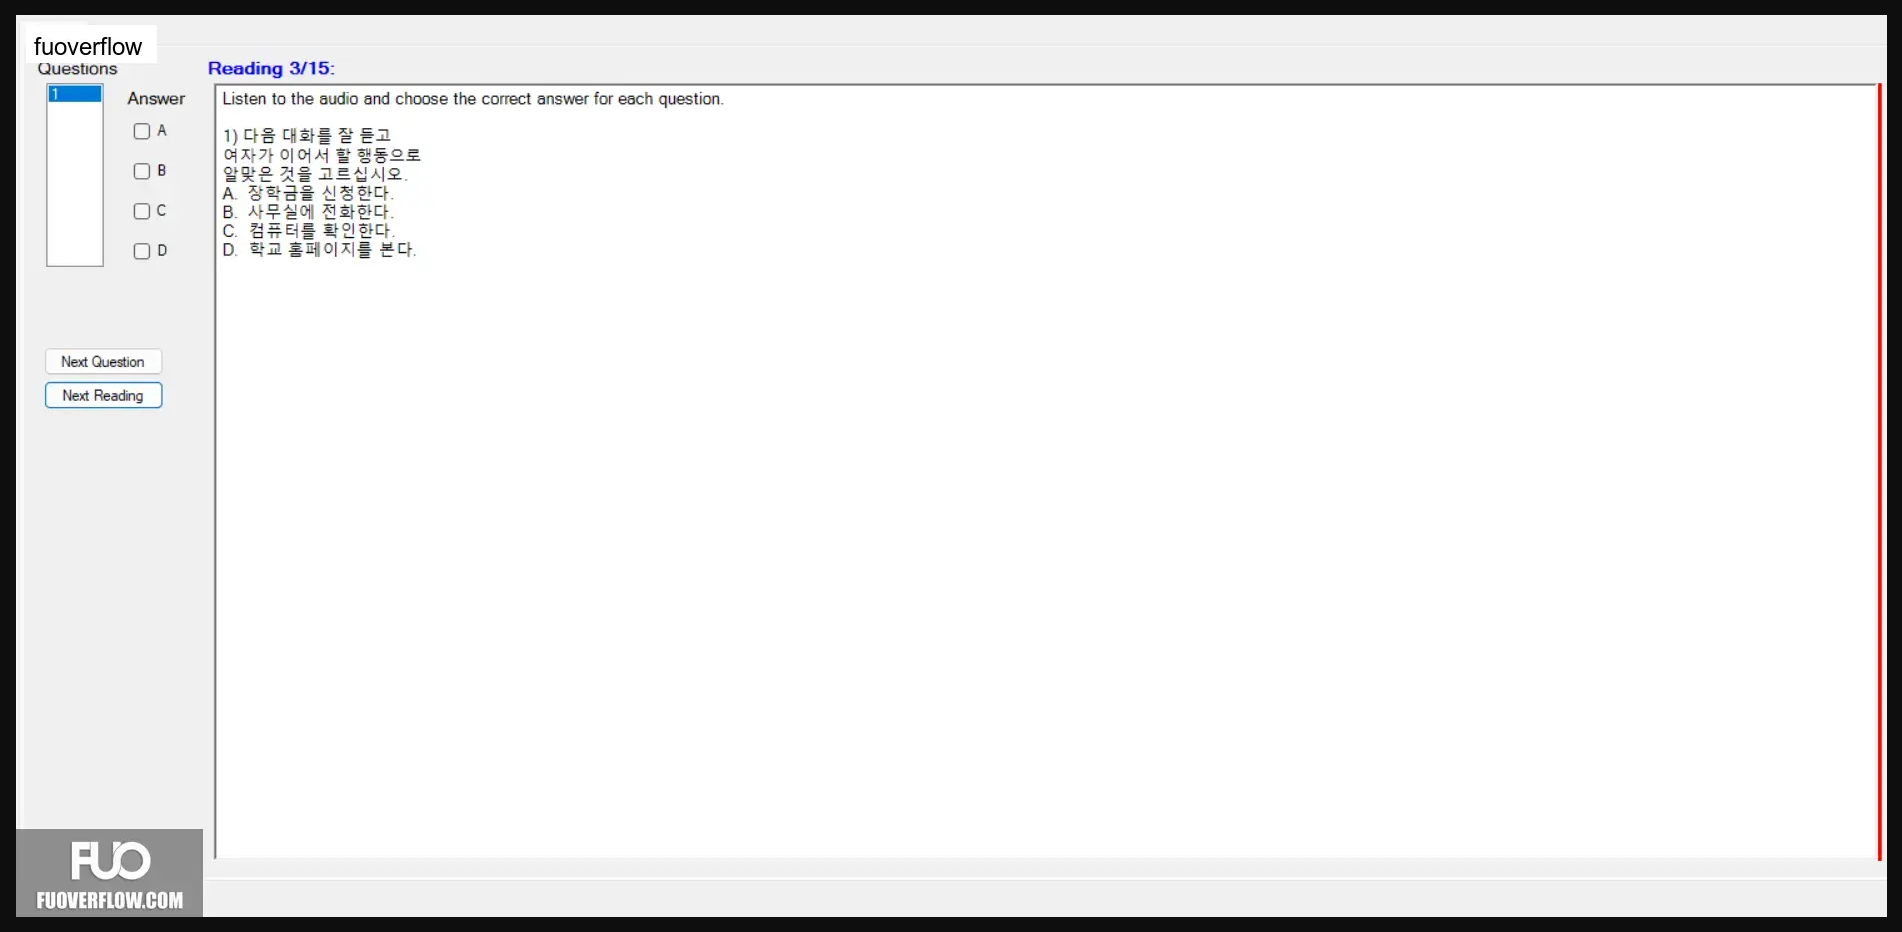 fuoverflow
Questions
Reading 3/15:
1
Answer
A
B
C
D
Listen to the audio and choose the correct answer for each question.
1) 다음 대화를 잘 듣고
여자가 이어서 할 행동으로
알맞은 것을 고르십시오.
A. 장학금을 신청한다.
B. 사무실에 전화한다.
C. 컴퓨터를 확인한다.
D. 학교 홈페이지를 본다.
Next Question
Next Reading
FUO
FUOVERFLOW.COM